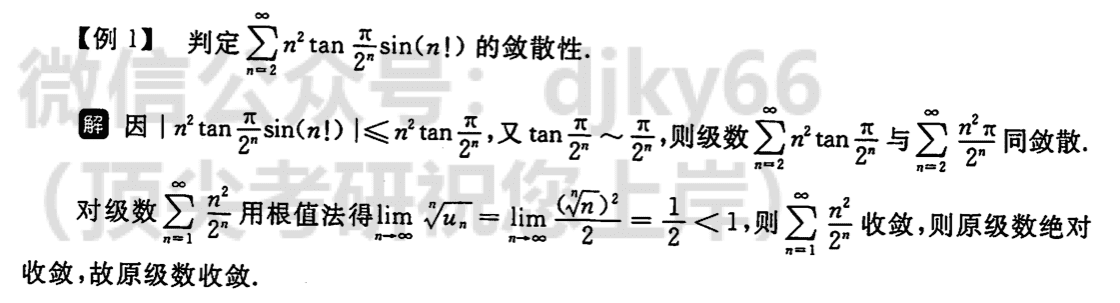 【例 1】 判定 $\sum_{n=2}^{\infty} n^2 \tan \frac{\pi}{2^n} \sin(n!)$ 的敛散性.
微信公众号：djky66
解 因 $\left| n^2 \tan \frac{\pi}{2^n} \sin(n!) \right| \leqslant n^2 \tan \frac{\pi}{2^n}$,又 $\tan \frac{\pi}{2^n} \sim \frac{\pi}{2^n}$,则级数 $\sum_{n=2}^{\infty} n^2 \tan \frac{\pi}{2^n}$ 与 $\sum_{n=2}^{\infty} \frac{n^2 \pi}{2^n}$ 同敛散.
（顶尖考研祝您上岸）
对级数 $\sum_{n=1}^{\infty} \frac{n^2}{2^n}$ 用根值法得 $\lim_{n \to \infty} \sqrt[n]{u_n} = \lim_{n \to \infty} \frac{(\sqrt[n]{n})^2}{2} = \frac{1}{2} < 1$,则 $\sum_{n=1}^{\infty} \frac{n^2}{2^n}$ 收敛,则原级数绝对
收敛,故原级数收敛.